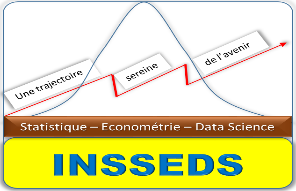 Une trajectoire
sereine
de l'avenir
Statistique – Econométrie – Data Science
INSSEDS